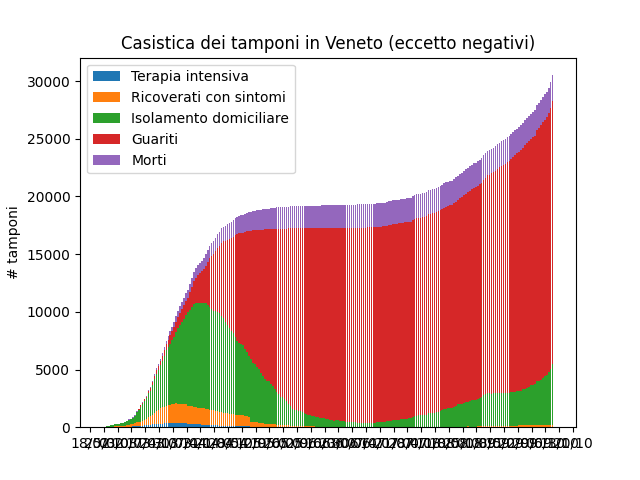 Casistica dei tamponi in Veneto (eccetto negativi)
Terapia intensiva
Ricoverati con sintomi
Isolamento domiciliare
Guariti
Morti
# tamponi
30000
25000
20000
15000
10000
5000
0